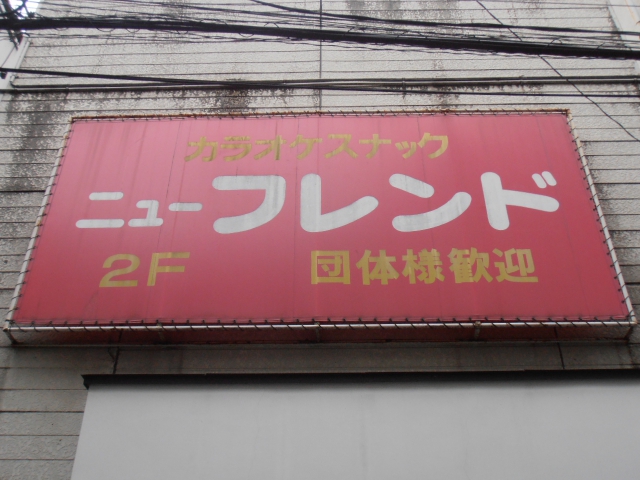 カラオケスナック
ニューフレンド
2F 団体様歓迎